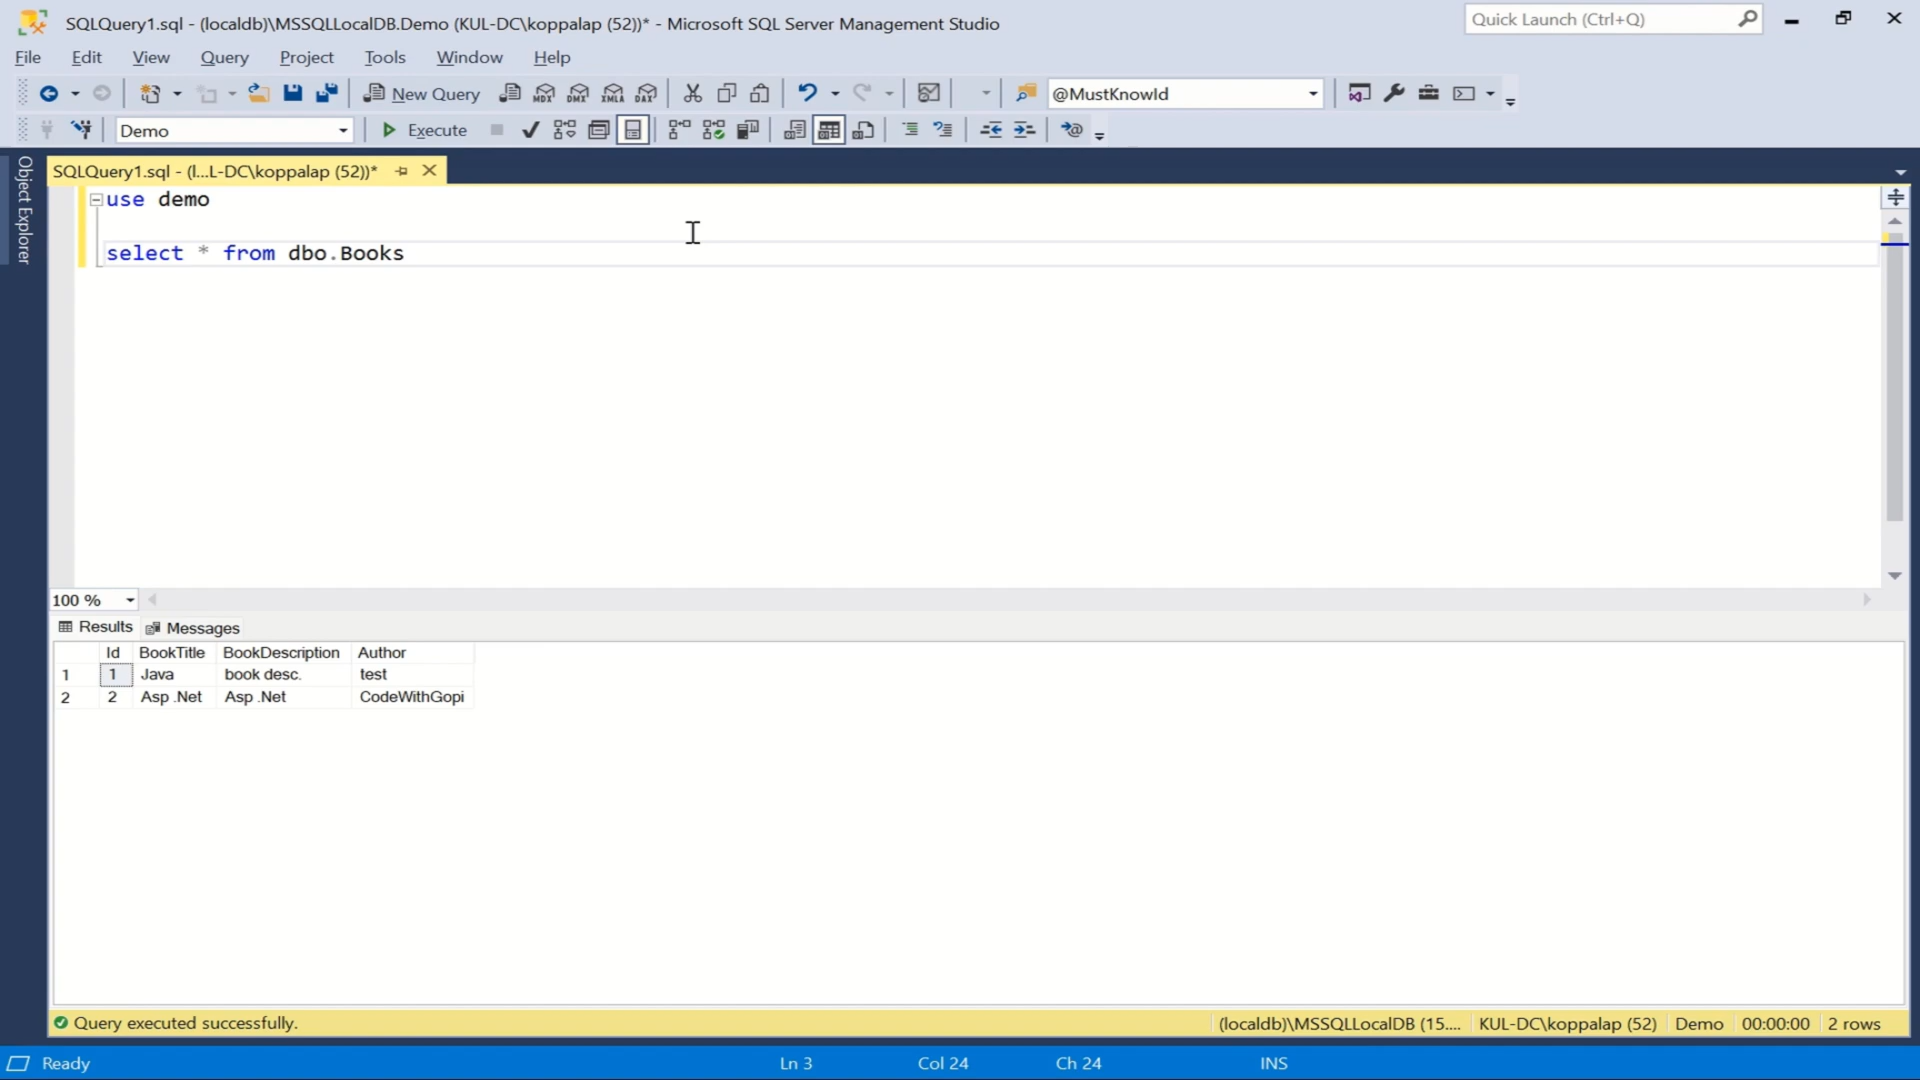 SQLQuery1.sql - (localdb)\MSSQLLocalDB.Demo (KUL-DC\koppalap (52))* - Microsoft SQL Server Management Studio
Quick Launch (Ctrl+Q)
File Edit View Query Project Tools Window Help
New Query MDX DMX XMLA DAX @MustKnowId
Demo Execute
Object Explorer
SQLQuery1.sql - (l...L-DC\koppalap (52))*
use demo
select * from dbo.Books
100 %
Results Messages
Id BookTitle BookDescription Author
1 1 Java book desc. test
2 2 Asp .Net Asp .Net CodeWithGopi
Query executed successfully. (localdb)\MSSQLLocalDB (15.... KUL-DC\koppalap (52) Demo 00:00:00 2 rows
Ready Ln 3 Col 24 Ch 24 INS